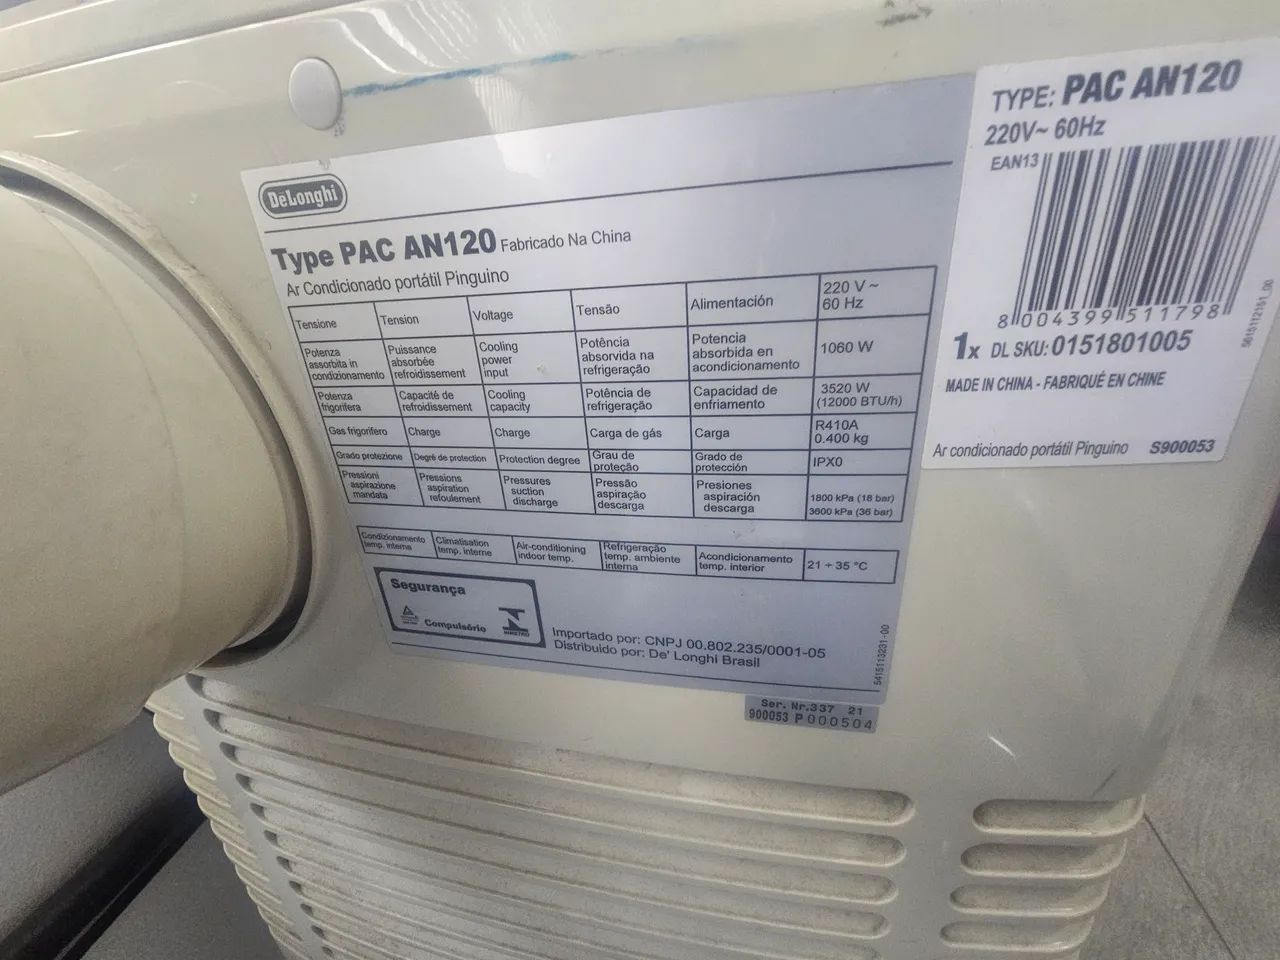 DeLonghi
Type PAC AN120 Fabricado Na China
Ar Condicionado portátil Pinguino
Tensione Tension Voltage Tensão Alimentación 220 V ~ 60 Hz
Potenza assorbita in condizionamento Puissance absorbée refroidissement Cooling power input Potência absorvida na refrigeração Potencia absorbida en acondicionamento 1060 W
Potenza frigorifera Capacité de refroidissement Cooling capacity Potência de refrigeração Capacidad de enfriamiento 3520 W (12000 BTU/h)
Gas frigorifero Charge Charge Carga de gás Carga R410A 0.400 kg
Grado protezione Degré de protection Protection degree Grau de proteção Grado de protección IPX0
Pressioni aspirazione mandata Pressions aspiration refoulement Pressures suction discharge Pressão aspiração descarga Presiones aspiración descarga 1800 kPa (18 bar) 3600 kPa (36 bar)
Condizionamento temp. interna Climatisation temp. interne Air-conditioning indoor temp. Refrigeração temp. ambiente interna Acondicionamento temp. interior 21 ÷ 35 °C
Segurança
Compulsório
INMETRO
Importado por: CNPJ 00.802.235/0001-05
Distribuido por: De' Longhi Brasil
5415113231-00
Ser. Nr.337 21
900053 P 000504
TYPE: PAC AN120
220V~ 60Hz
EAN13
8 004399 511798
1x DL SKU: 0151801005
MADE IN CHINA - FABRIQUÉ EN CHINE
Ar condicionado portátil Pinguino S900053